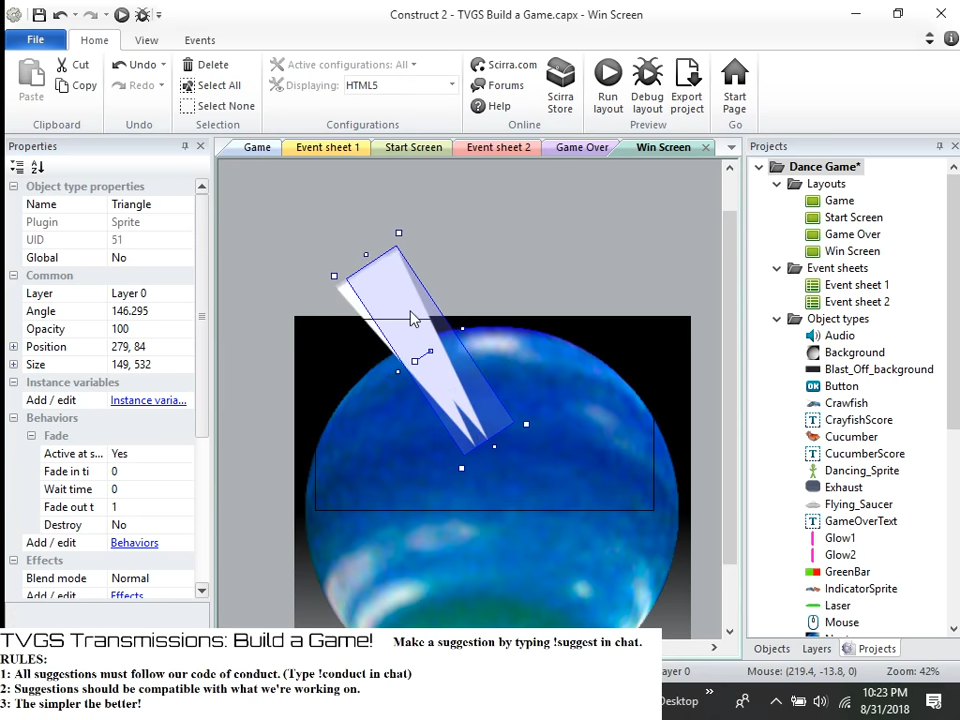 Construct 2 - TVGS Build a Game.capx - Win Screen
File Home View Events
Paste Cut Copy
Undo Redo
Delete Select All Select None
Active configurations: All
Displaying: HTML5
Scirra.com Forums Help
Scirra Store
Run layout
Debug layout
Export project
Start Page
Clipboard Undo Selection Configurations Online Preview Go
Properties
Object type properties
Name Triangle
Plugin Sprite
UID 51
Global No
Common
Layer Layer 0
Angle 146.295
Opacity 100
Position 279, 84
Size 149, 532
Instance variables
Add / edit Instance varia...
Behaviors
Fade
Active at s... Yes
Fade in ti 0
Wait time 0
Fade out t 1
Destroy No
Add / edit Behaviors
Effects
Blend mode Normal
Add / edit Effects
Game Event sheet 1 Start Screen Event sheet 2 Game Over Win Screen
Projects
Dance Game*
Layouts
Game
Start Screen
Game Over
Win Screen
Event sheets
Event sheet 1
Event sheet 2
Object types
Audio
Background
Blast_Off_background
OK Button
Crawfish
T CrayfishScore
Cucumber
T CucumberScore
Dancing_Sprite
Exhaust
Flying_Saucer
T GameOverText
Glow1
Glow2
GreenBar
IndicatorSprite
Laser
Mouse
Objects Layers Projects
ayer 0 Mouse: (219.4, -13.8, 0) Zoom: 42%
TVGS Transmissions: Build a Game! Make a suggestion by typing !suggest in chat.
RULES:
1: All suggestions must follow our code of conduct. (Type !conduct in chat)
2: Suggestions should be compatible with what we're working on.
3: The simpler the better!
Desktop
10:23 PM
8/31/2018